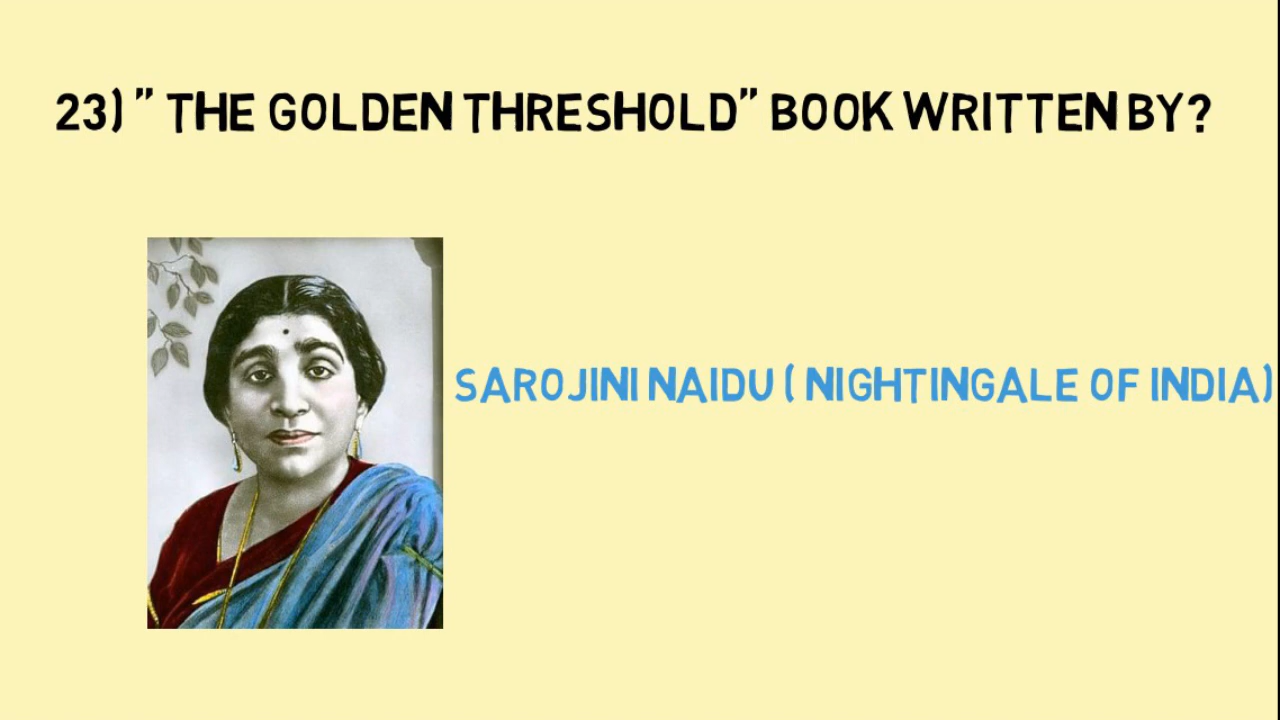 23) " THE GOLDEN THRESHOLD" BOOK WRITTEN BY?
SAROJINI NAIDU ( NIGHTINGALE OF INDIA)